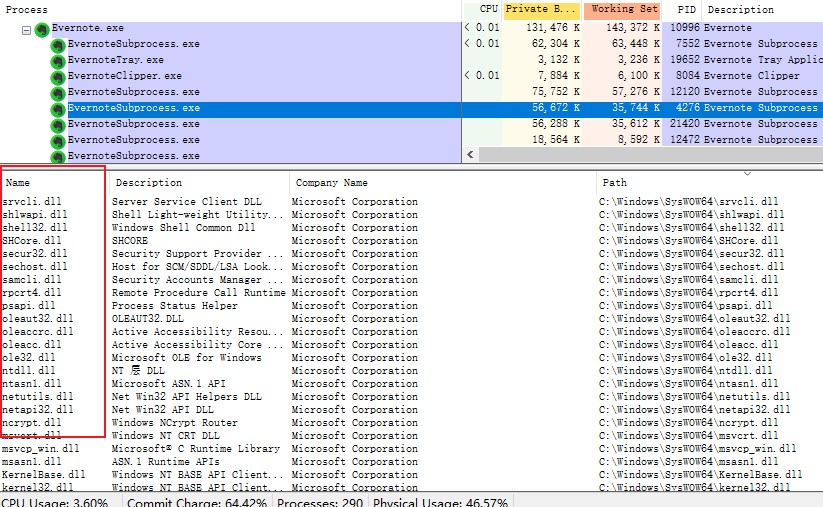 Process CPU Private B... Working Set PID Description
Evernote.exe < 0.01 131,476 K 143,372 K 10996 Evernote
EvernoteSubprocess.exe < 0.01 62,304 K 63,448 K 7552 Evernote Subprocess
EvernoteTray.exe 3,132 K 3,236 K 19652 Evernote Tray Applic
EvernoteClipper.exe < 0.01 7,884 K 6,100 K 8084 Evernote Clipper
EvernoteSubprocess.exe 75,752 K 57,276 K 12120 Evernote Subprocess
EvernoteSubprocess.exe 56,672 K 35,744 K 4276 Evernote Subprocess
EvernoteSubprocess.exe 56,288 K 35,612 K 21420 Evernote Subprocess
EvernoteSubprocess.exe 18,564 K 8,592 K 12472 Evernote Subprocess
EvernoteSubprocess.exe
Name Description Company Name Path
srvcli.dll Server Service Client DLL Microsoft Corporation C:\Windows\SysWOW64\srvcli.dll
shlwapi.dll Shell Light-weight Utility... Microsoft Corporation C:\Windows\SysWOW64\shlwapi.dll
shell32.dll Windows Shell Common Dll Microsoft Corporation C:\Windows\SysWOW64\shell32.dll
SHCore.dll SHCORE Microsoft Corporation C:\Windows\SysWOW64\SHCore.dll
secur32.dll Security Support Provider ... Microsoft Corporation C:\Windows\SysWOW64\secur32.dll
sechost.dll Host for SCM/SDDL/LSA Look... Microsoft Corporation C:\Windows\SysWOW64\sechost.dll
samcli.dll Security Accounts Manager ... Microsoft Corporation C:\Windows\SysWOW64\samcli.dll
rpcrt4.dll Remote Procedure Call Runtime Microsoft Corporation C:\Windows\SysWOW64\rpcrt4.dll
psapi.dll Process Status Helper Microsoft Corporation C:\Windows\SysWOW64\psapi.dll
oleaut32.dll OLEAUT32.DLL Microsoft Corporation C:\Windows\SysWOW64\oleaut32.dll
oleaccrc.dll Active Accessibility Resou... Microsoft Corporation C:\Windows\SysWOW64\oleaccrc.dll
oleacc.dll Active Accessibility Core ... Microsoft Corporation C:\Windows\SysWOW64\oleacc.dll
ole32.dll Microsoft OLE for Windows Microsoft Corporation C:\Windows\SysWOW64\ole32.dll
ntdll.dll NT 层 DLL Microsoft Corporation C:\Windows\SysWOW64\ntdll.dll
ntasn1.dll Microsoft ASN.1 API Microsoft Corporation C:\Windows\SysWOW64\ntasn1.dll
netutils.dll Net Win32 API Helpers DLL Microsoft Corporation C:\Windows\SysWOW64\netutils.dll
netapi32.dll Net Win32 API DLL Microsoft Corporation C:\Windows\SysWOW64\netapi32.dll
ncrypt.dll Windows NCrypt Router Microsoft Corporation C:\Windows\SysWOW64\ncrypt.dll
msvcrt.dll Windows NT CRT DLL Microsoft Corporation C:\Windows\SysWOW64\msvcrt.dll
msvcp_win.dll Microsoft® C Runtime Library Microsoft Corporation C:\Windows\SysWOW64\msvcp_win.dll
msasn1.dll ASN.1 Runtime APIs Microsoft Corporation C:\Windows\SysWOW64\msasn1.dll
KernelBase.dll Windows NT BASE API Client... Microsoft Corporation C:\Windows\SysWOW64\KernelBase.dll
kernel32.dll Windows NT BASE API Client... Microsoft Corporation C:\Windows\SysWOW64\kernel32.dll
CPU Usage: 3.60% Commit Charge: 64.42% Processes: 290 Physical Usage: 46.57%